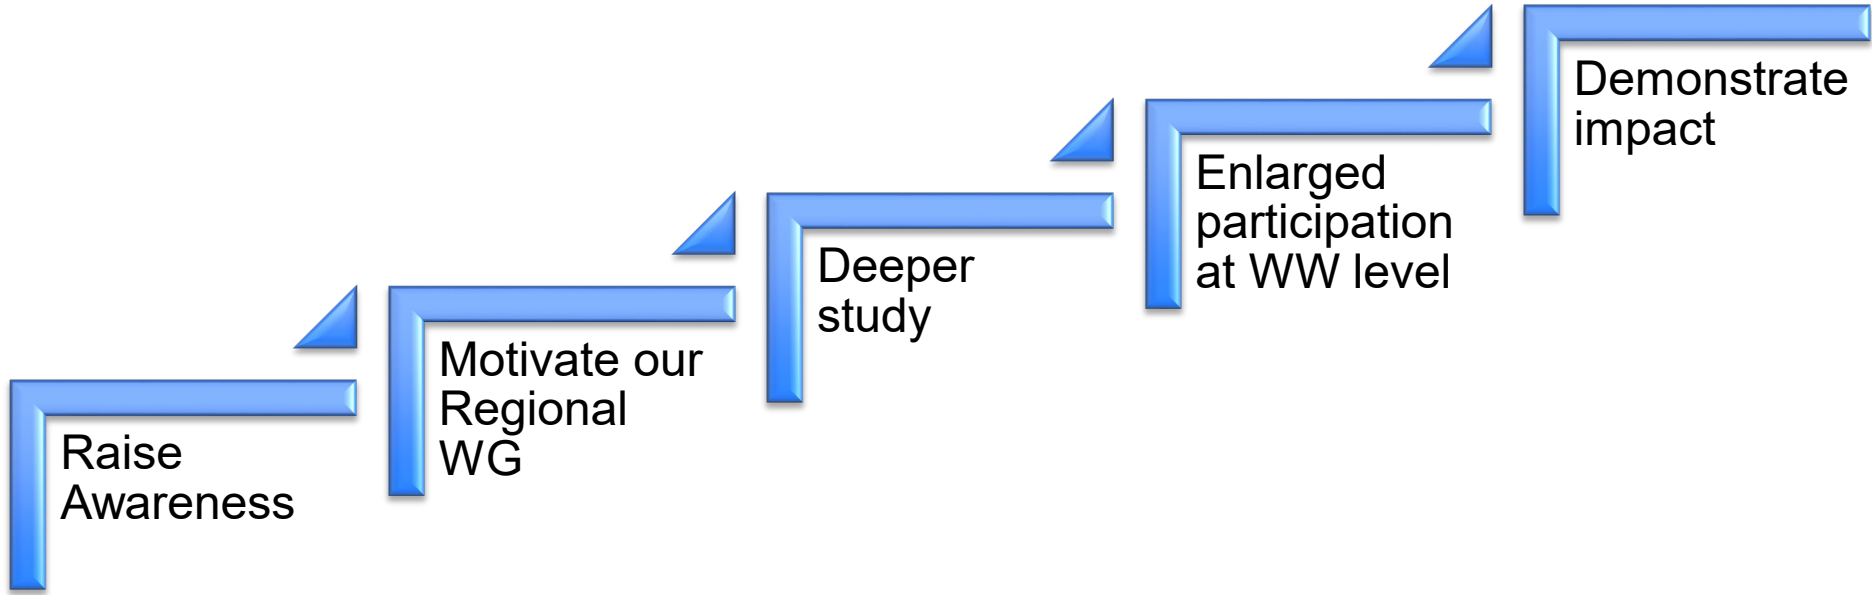 Raise
Awareness
Motivate our
Regional
WG
Deeper
study
Enlarged
participation
at WW level
Demonstrate
impact